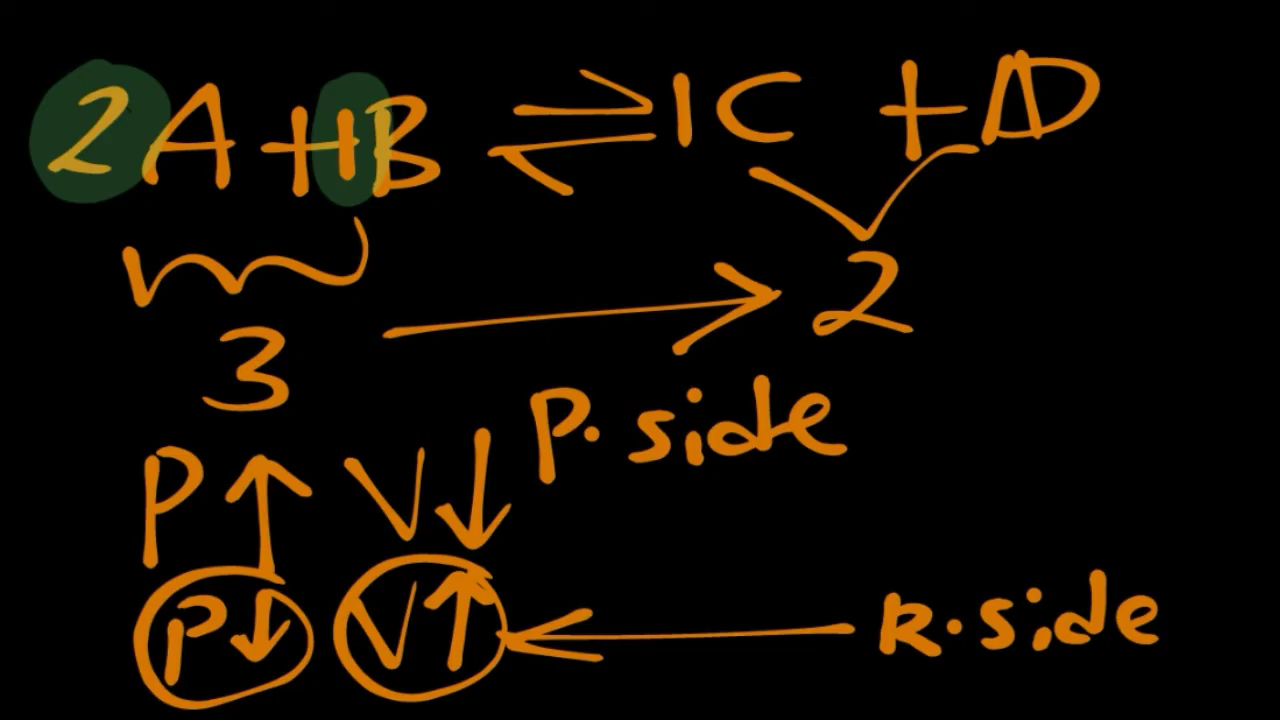 2A + 1B ⇌ 1C + 1D
3 → 2
P↑ V↓ P. side
P↓ V↑ ← R. side